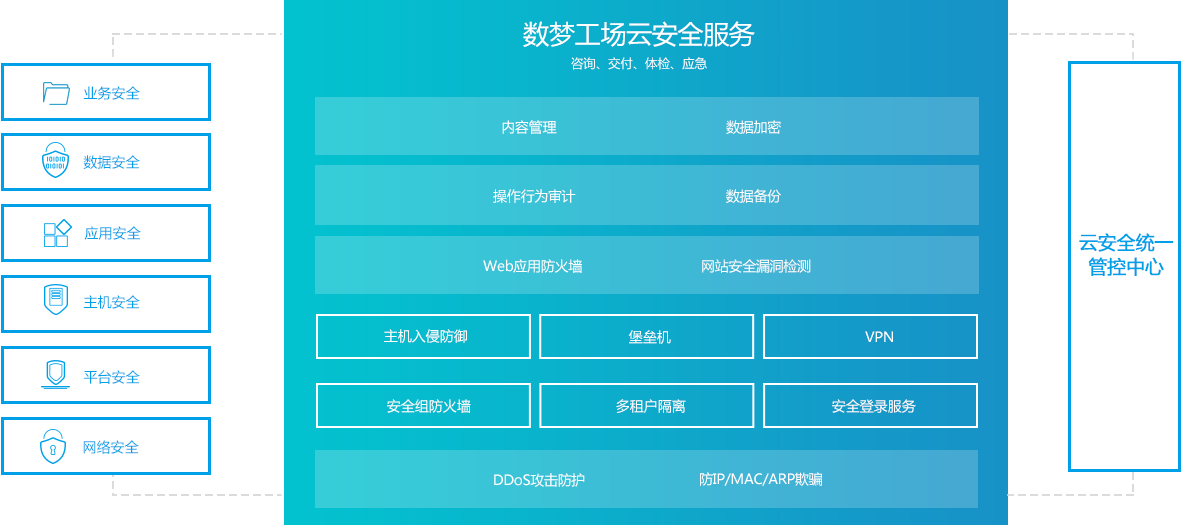 数梦工场云安全服务
咨询、交付、体检、应急
业务安全
内容管理
数据加密
数据安全
操作行为审计
数据备份
应用安全
Web应用防火墙
网站安全漏洞检测
主机安全
主机入侵防御
堡垒机
VPN
平台安全
安全组防火墙
多租户隔离
安全登录服务
网络安全
DDoS攻击防护
防IP/MAC/ARP欺骗
云安全统一
管控中心